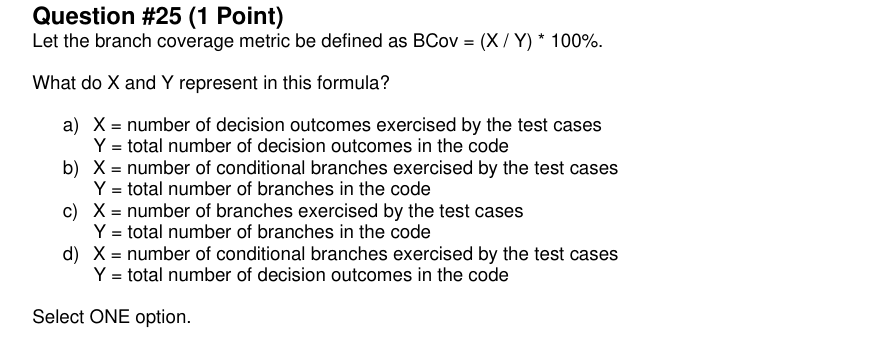 Question #25 (1 Point)
Let the branch coverage metric be defined as BCov = (X / Y) * 100%.
What do X and Y represent in this formula?
a) X = number of decision outcomes exercised by the test cases
Y = total number of decision outcomes in the code
b) X = number of conditional branches exercised by the test cases
Y = total number of branches in the code
c) X = number of branches exercised by the test cases
Y = total number of branches in the code
d) X = number of conditional branches exercised by the test cases
Y = total number of decision outcomes in the code
Select ONE option.